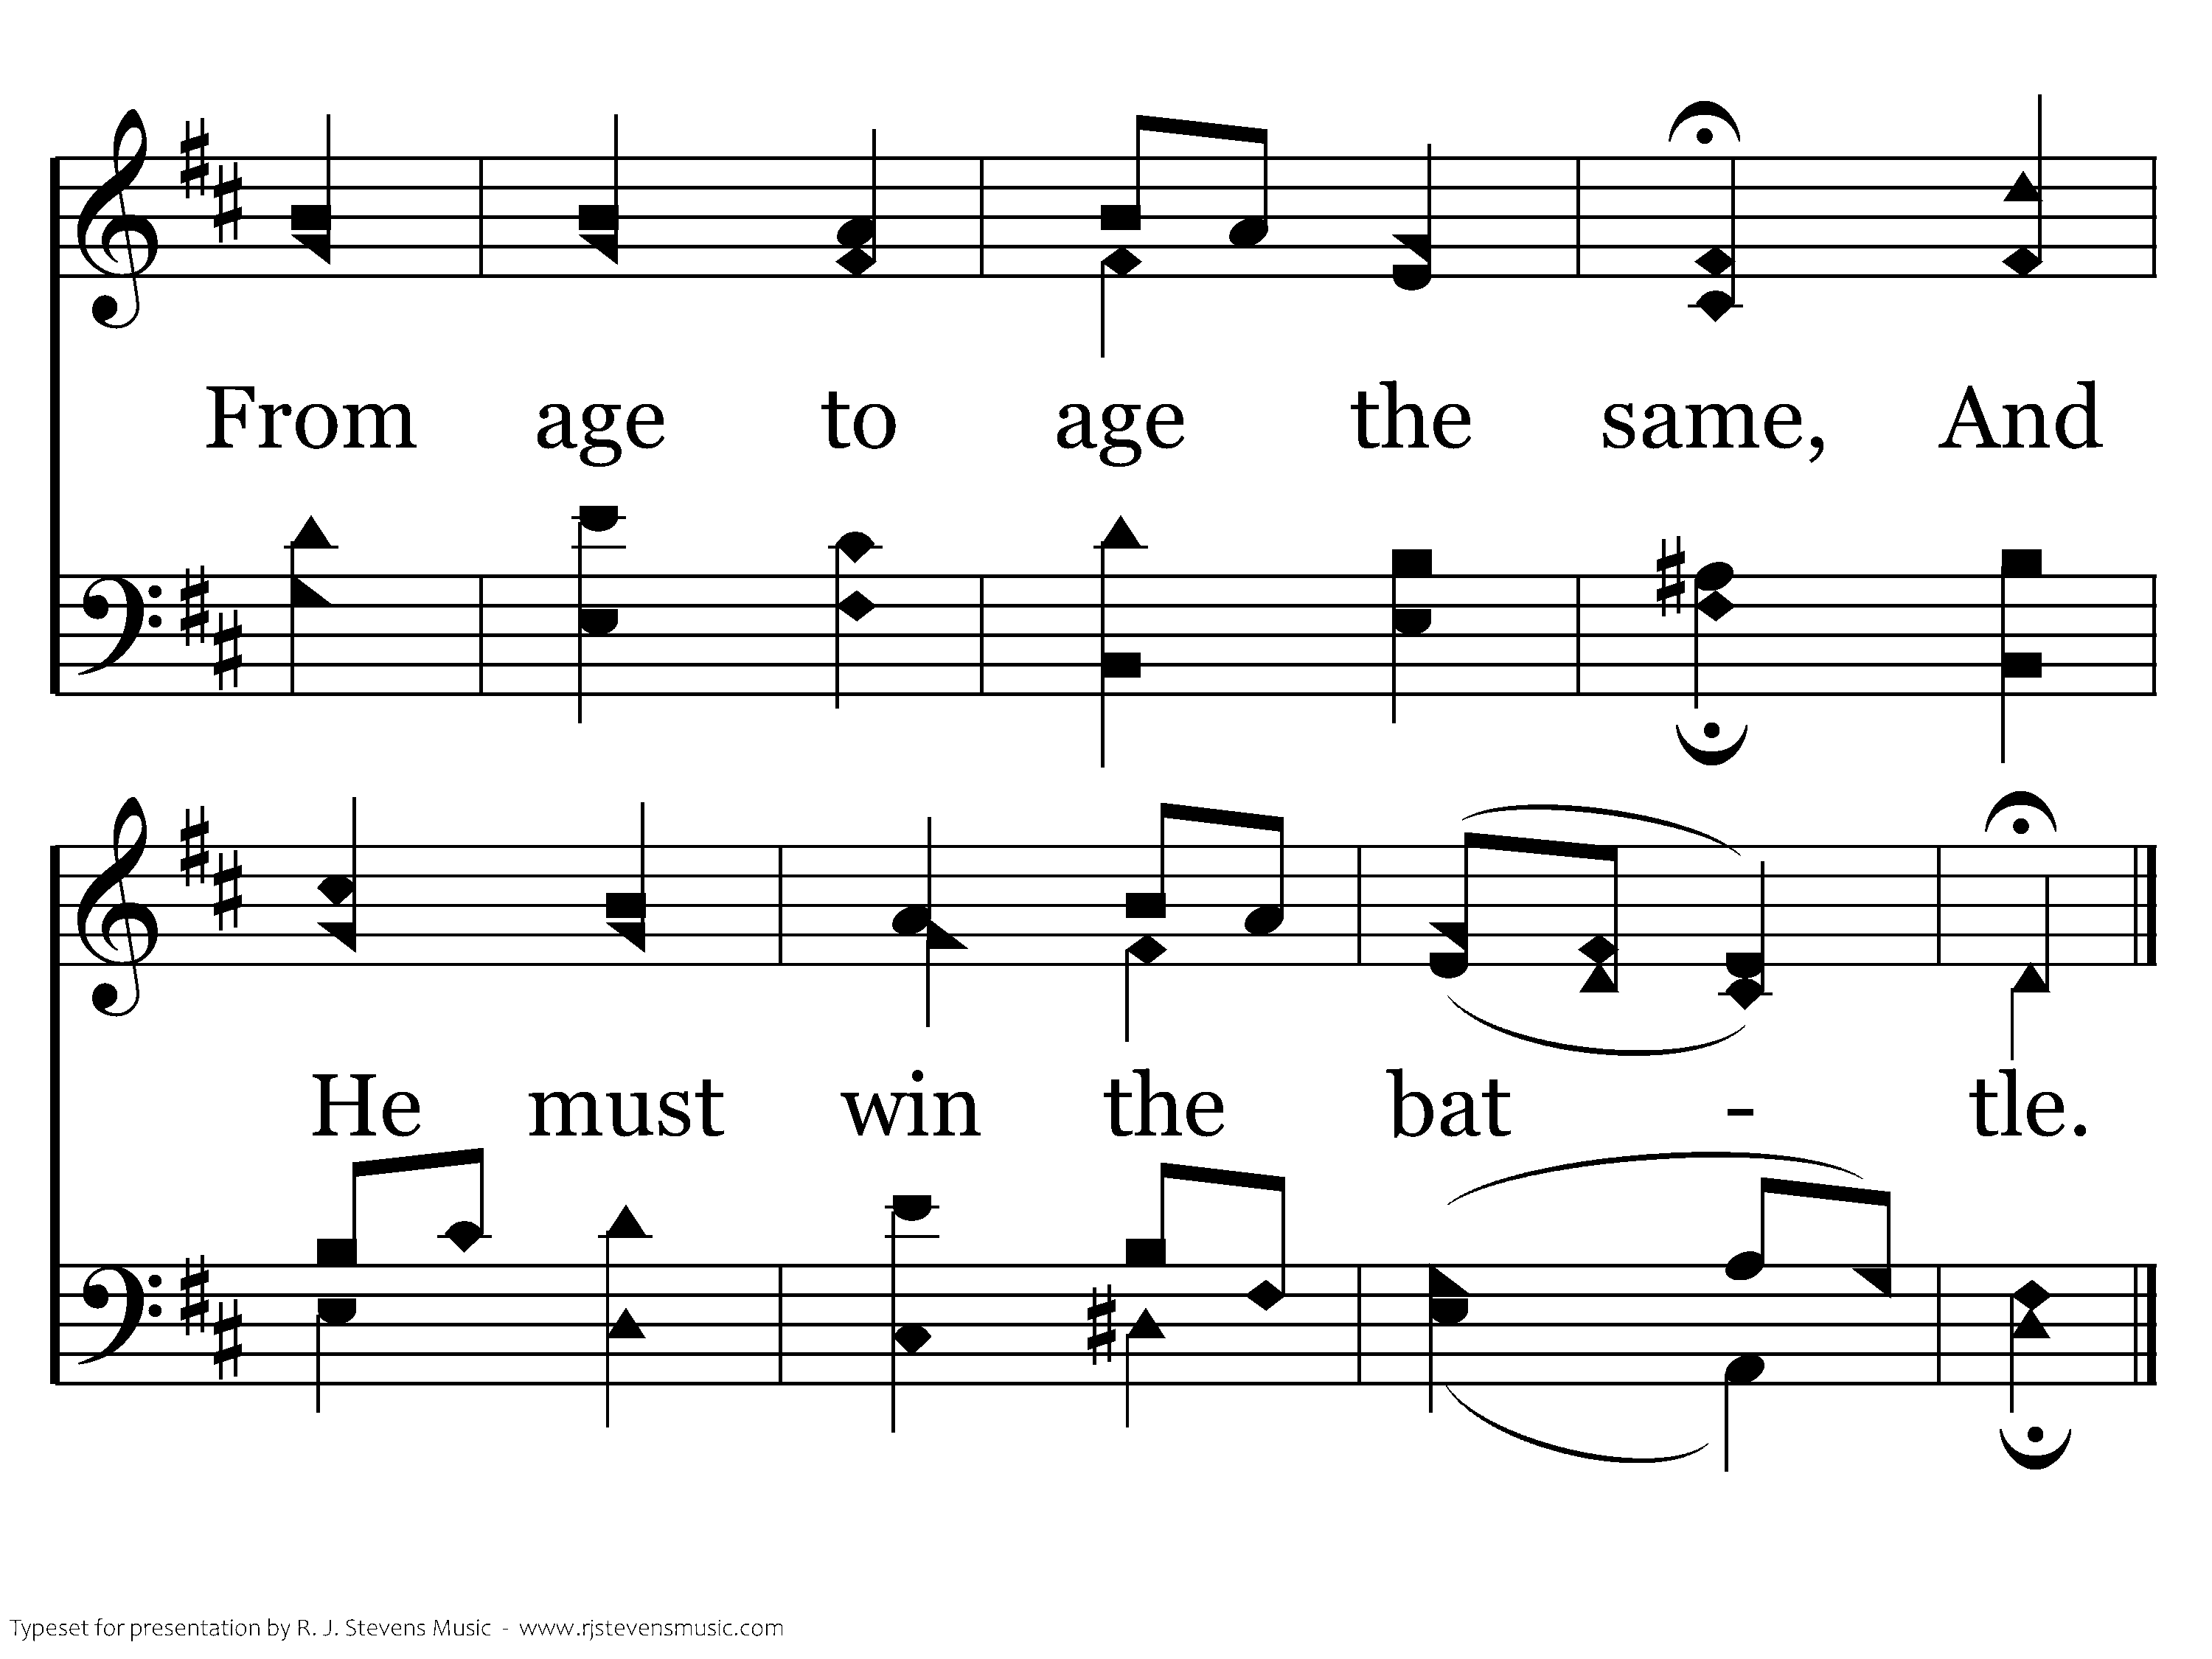 From age to age the same, And
He must win the bat - tle.
Typeset for presentation by R. J. Stevens Music - www.rjstevensmusic.com